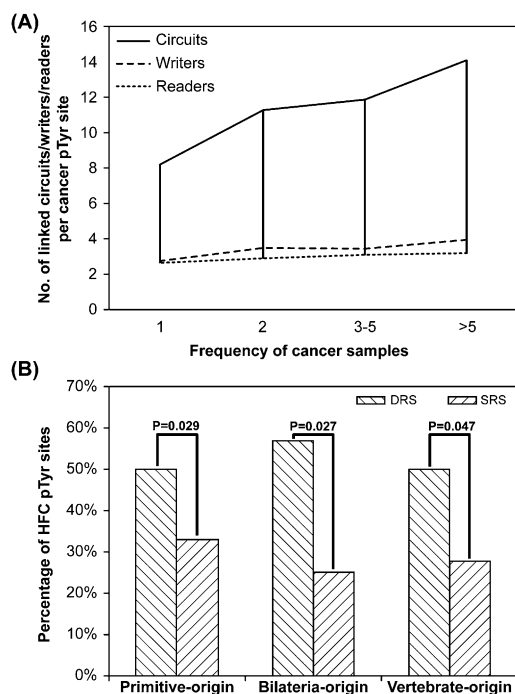 (A)
16
14
12
10
8
6
4
2
0
Circuits
Writers
Readers
No. of linked circuits/writers/readers
per cancer pTyr site
1 2 3-5 >5
Frequency of cancer samples
(B)
70%
60%
50%
40%
30%
20%
10%
0%
Percentage of HFC pTyr sites
DRS SRS
P=0.029 P=0.027 P=0.047
Primitive-origin Bilateria-origin Vertebrate-origin